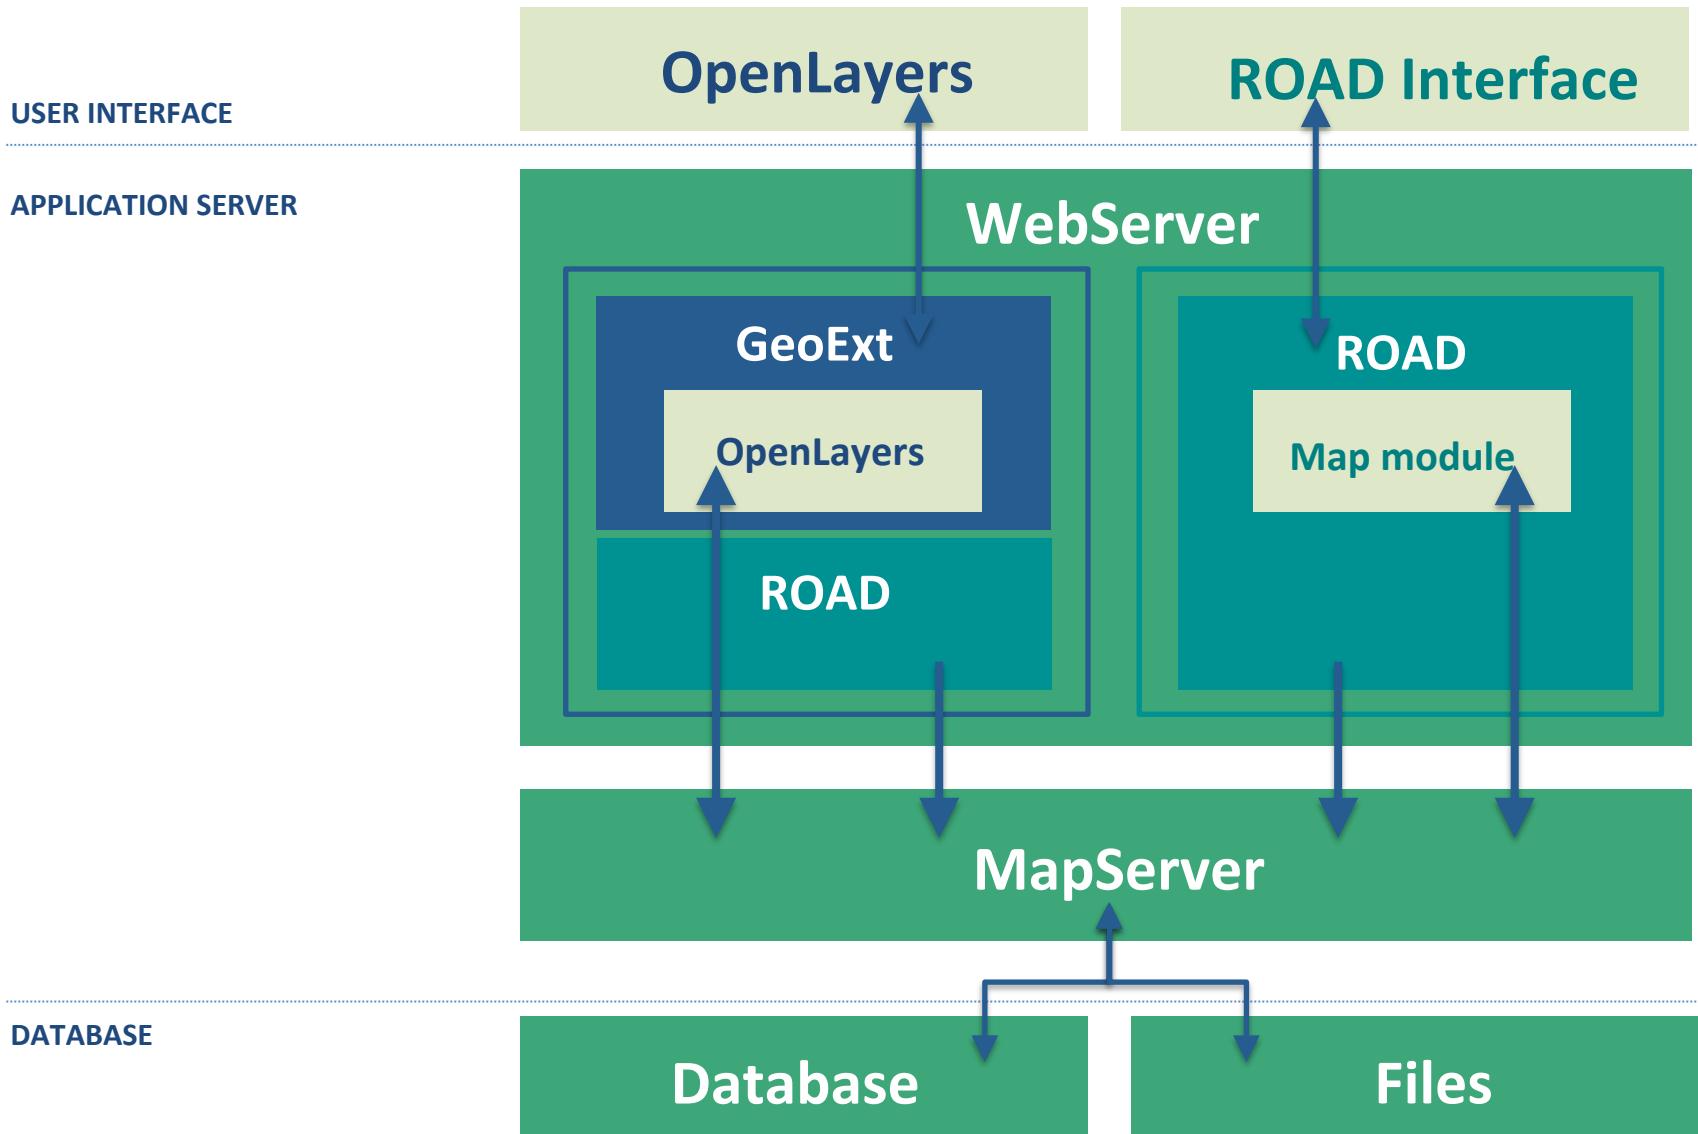 OpenLayers
ROAD Interface
USER INTERFACE
APPLICATION SERVER
WebServer
GeoExt
ROAD
OpenLayers
Map module
ROAD
MapServer
DATABASE
Database
Files